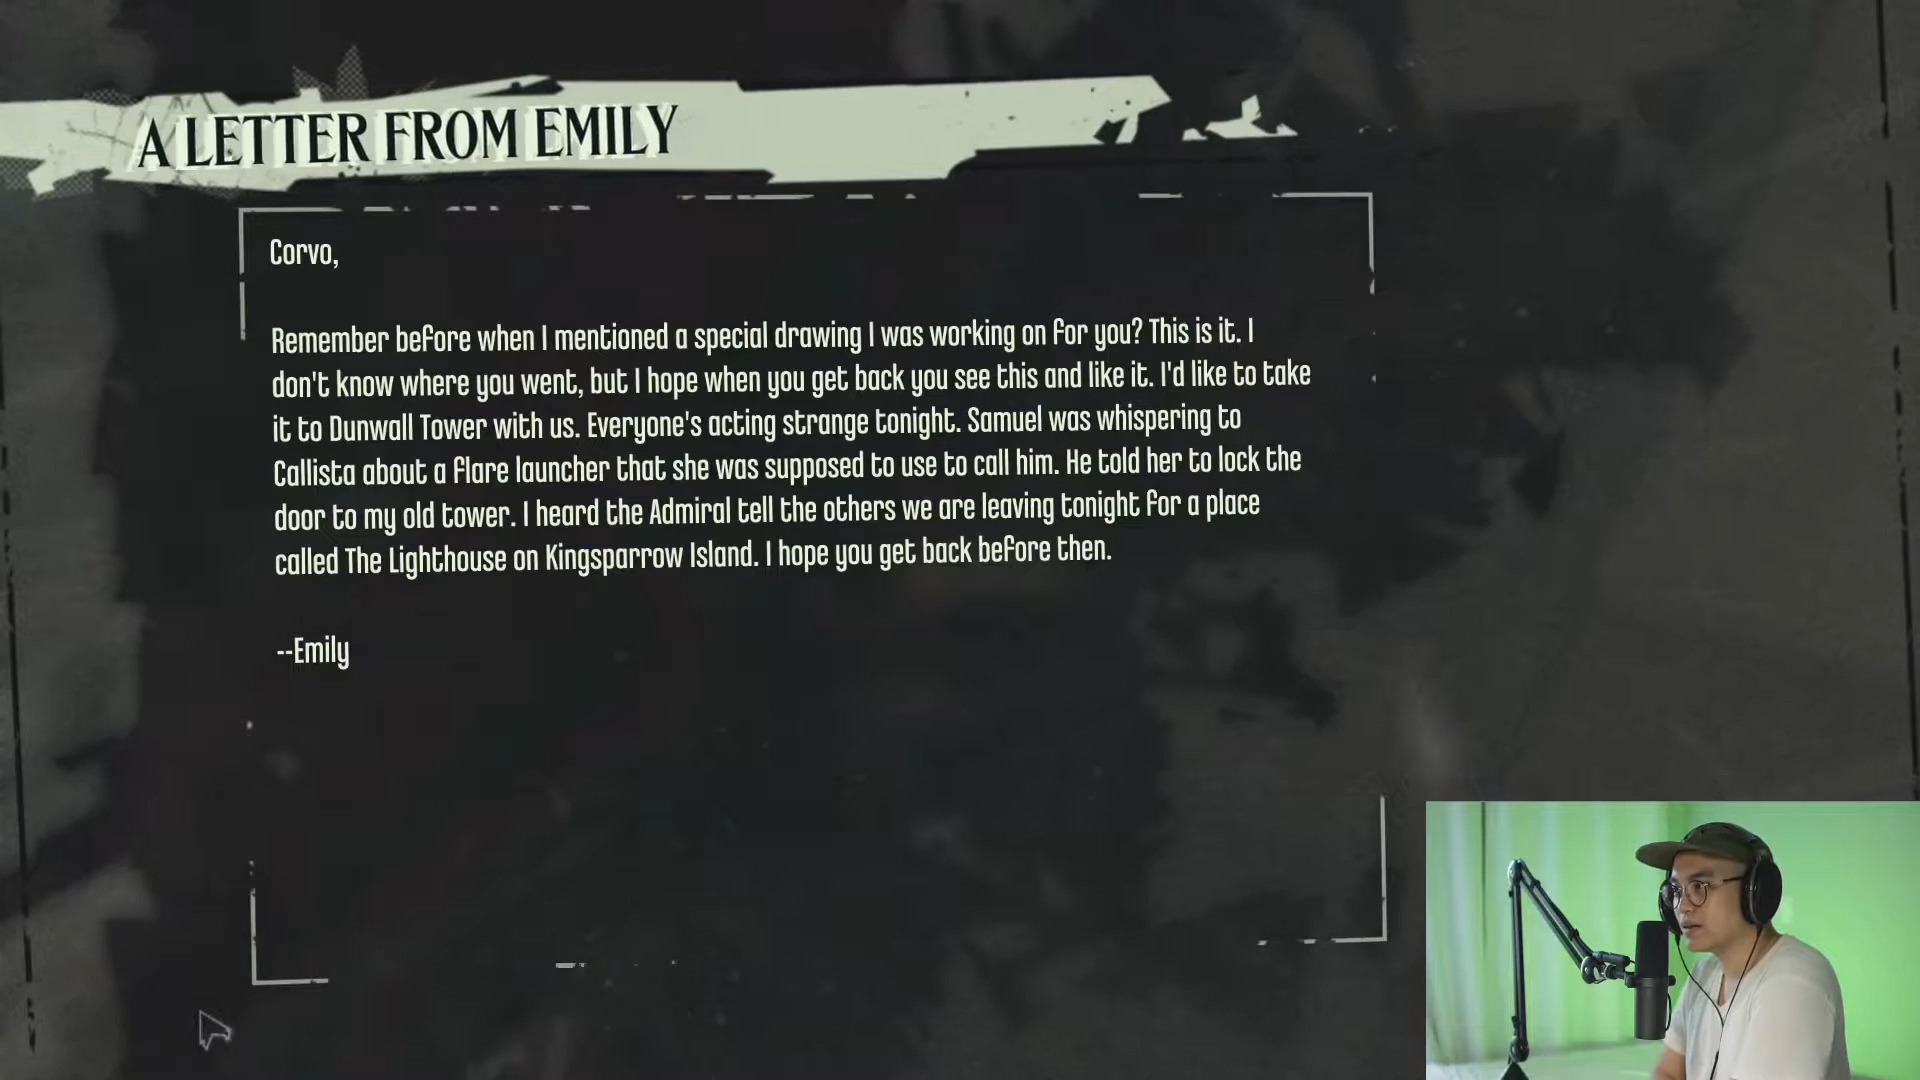 A LETTER FROM EMILY
Corvo,
Remember before when I mentioned a special drawing I was working on for you? This is it. I
don't know where you went, but I hope when you get back you see this and like it. I'd like to take
it to Dunwall Tower with us. Everyone's acting strange tonight. Samuel was whispering to
Callista about a flare launcher that she was supposed to use to call him. He told her to lock the
door to my old tower. I heard the Admiral tell the others we are leaving tonight for a place
called The Lighthouse on Kingsparrow Island. I hope you get back before then.
--Emily